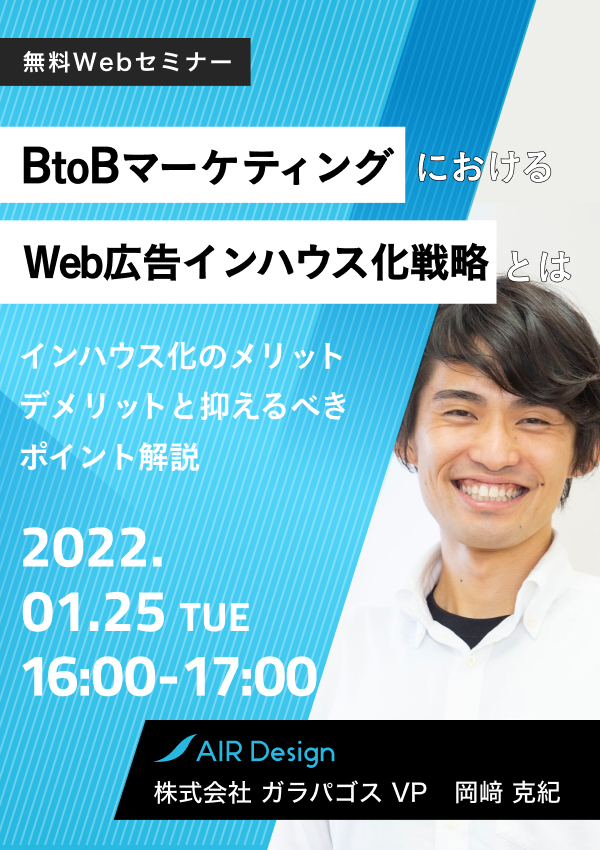 無料Webセミナー
BtoBマーケティングにおける
Web広告インハウス化戦略とは
インハウス化のメリット
デメリットと抑えるべき
ポイント解説
2022.
01.25 TUE
16:00-17:00
AIR Design
株式会社 ガラパゴス VP 岡﨑 克紀